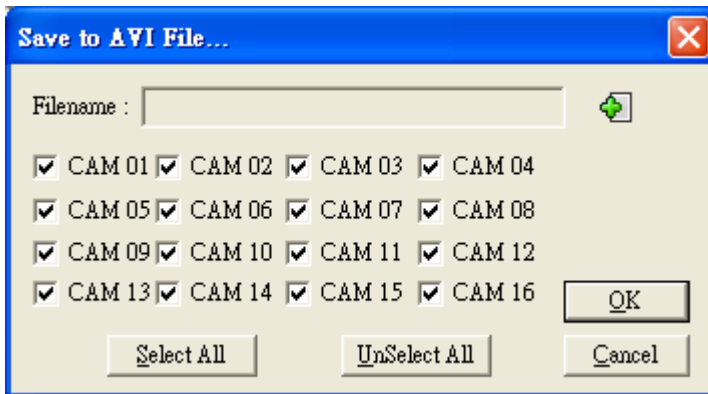 Save to AVI File...
Filename :
CAM 01 CAM 02 CAM 03 CAM 04
CAM 05 CAM 06 CAM 07 CAM 08
CAM 09 CAM 10 CAM 11 CAM 12
CAM 13 CAM 14 CAM 15 CAM 16
OK
Select All UnSelect All Cancel